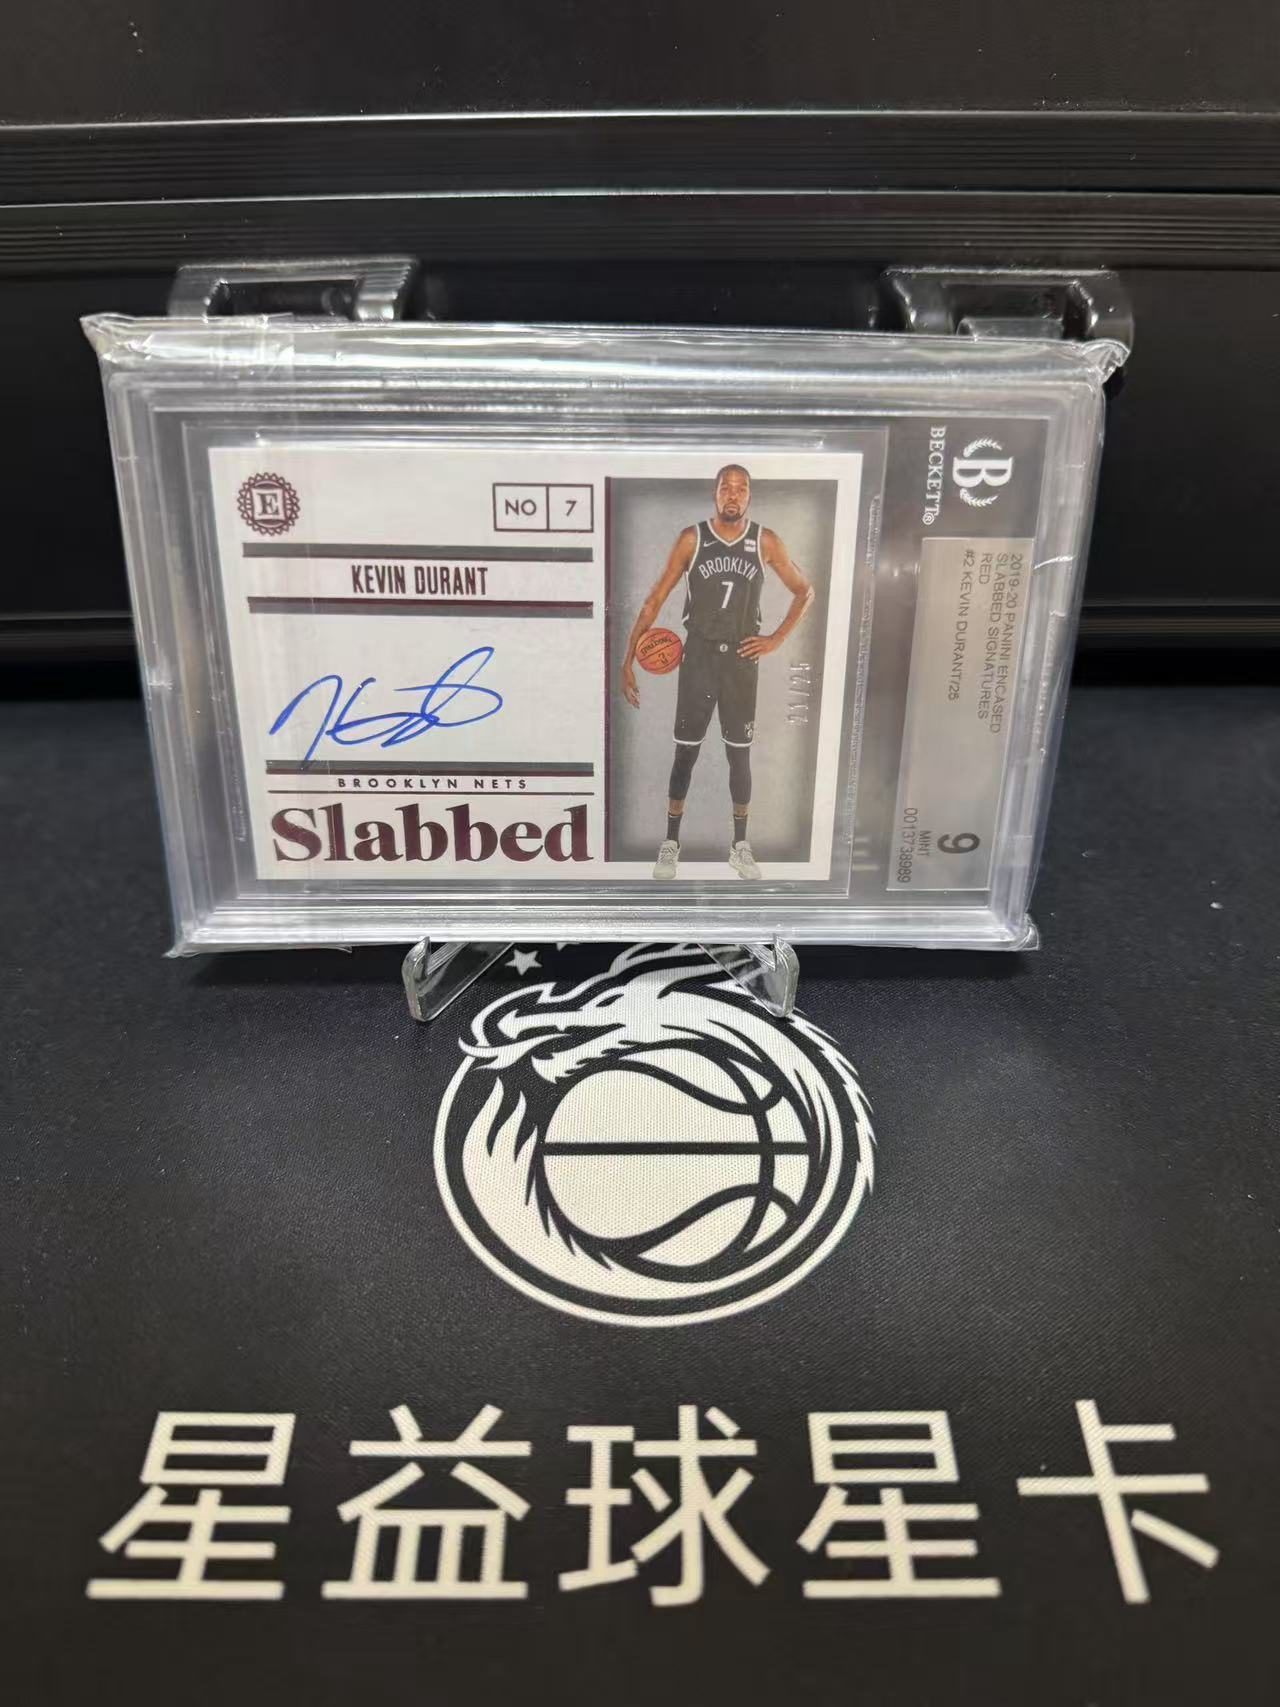 E
NO 7
KEVIN DURANT
BROOKLYN NETS
Slabbed
BROOKLYN
7
BECKETT®
B
2019-20 PANINI ENCASED
SLABBED SIGNATURES
RED
#2 KEVIN DURANT/25
9
MINT
0013738989
星益球星卡